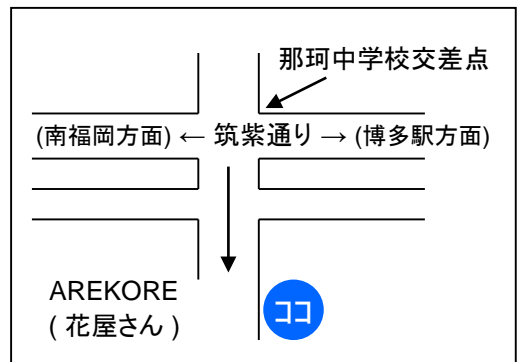 那珂中学校交差点
(南福岡方面) ← 筑紫通り → (博多駅方面)
AREKORE
( 花屋さん )
ココ